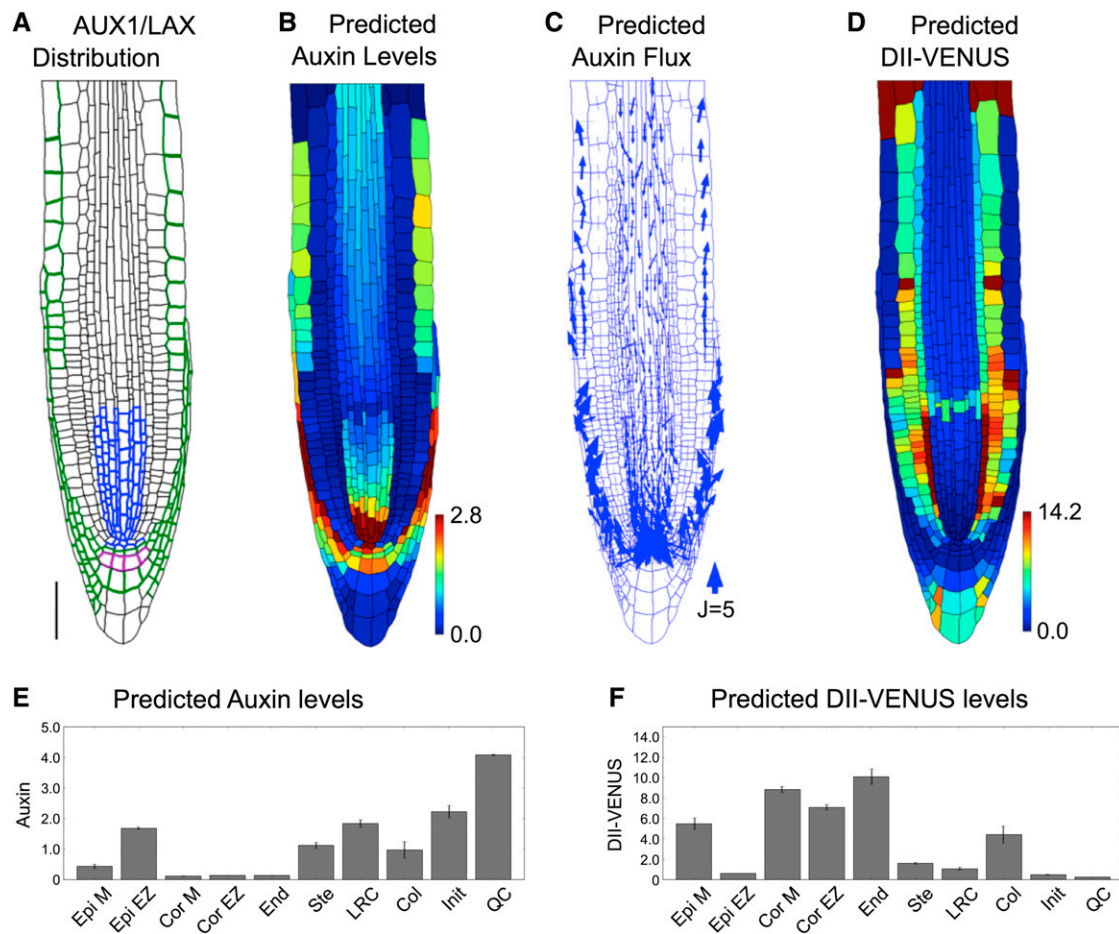 A AUX1/LAX Distribution
B Predicted Auxin Levels
C Predicted Auxin Flux
D Predicted DII-VENUS
2.8
0.0
J=5
14.2
0.0
E Predicted Auxin levels
5.0
4.0
3.0
2.0
1.0
0
Auxin
Epi M
Epi EZ
Cor M
Cor EZ
End
Ste
LRC
Col
Init
QC
F Predicted DII-VENUS levels
14.0
12.0
10.0
8.0
6.0
4.0
2.0
0
DII-VENUS
Epi M
Epi EZ
Cor M
Cor EZ
End
Ste
LRC
Col
Init
QC